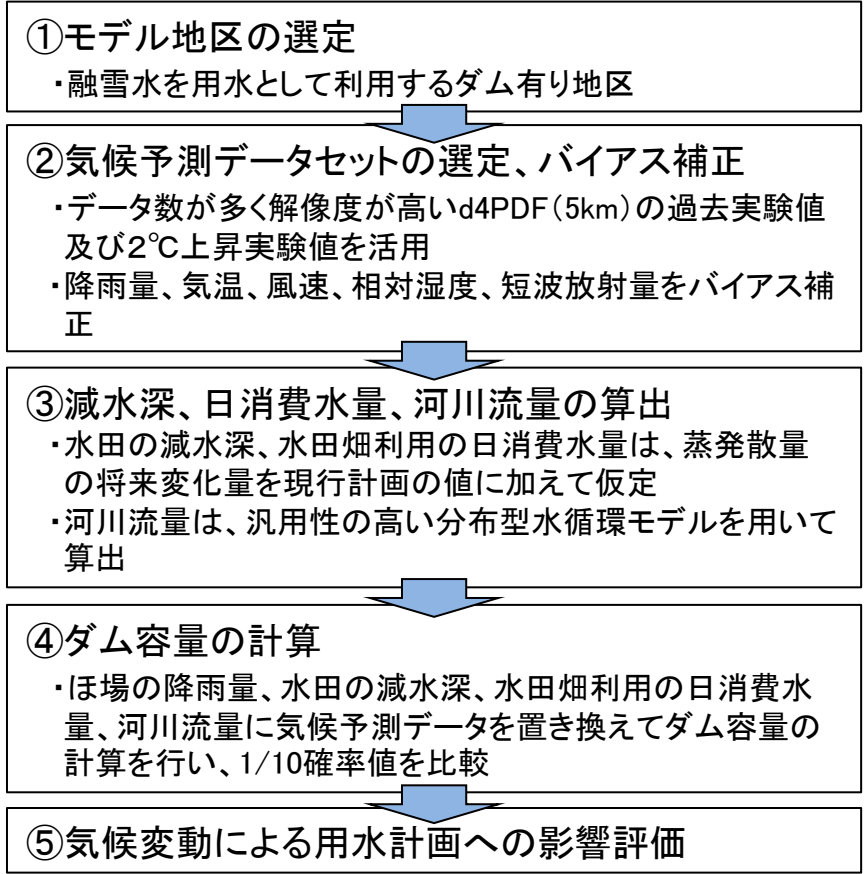 ①モデル地区の選定
・融雪水を用水として利用するダム有り地区
②気候予測データセットの選定、バイアス補正
・データ数が多く解像度が高いd4PDF(5km)の過去実験値
及び2℃上昇実験値を活用
・降雨量、気温、風速、相対湿度、短波放射量をバイアス補
正
③減水深、日消費水量、河川流量の算出
・水田の減水深、水田畑利用の日消費水量は、蒸発散量
の将来変化量を現行計画の値に加えて仮定
・河川流量は、汎用性の高い分布型水循環モデルを用いて
算出
④ダム容量の計算
・ほ場の降雨量、水田の減水深、水田畑利用の日消費水
量、河川流量に気候予測データを置き換えてダム容量の
計算を行い、1/10確率値を比較
⑤気候変動による用水計画への影響評価